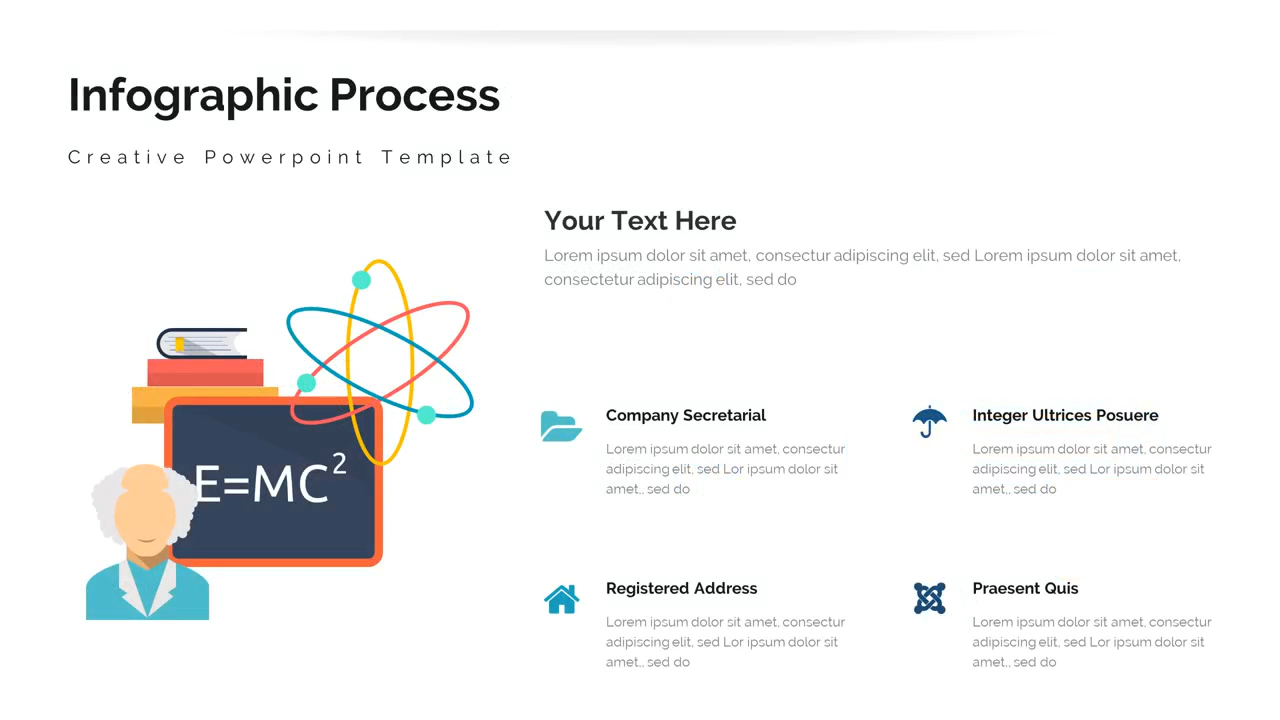 Infographic Process
Creative Powerpoint Template
Your Text Here
Lorem ipsum dolor sit amet, consectur adipiscing elit, sed Lorem ipsum dolor sit amet,
consectetur adipiscing elit, sed do
E=MC²
Company Secretarial
Lorem ipsum dolor sit amet, consectur
adipiscing elit, sed Lor ipsum dolor sit
amet,, sed do
Integer Ultrices Posuere
Lorem ipsum dolor sit amet, consectur
adipiscing elit, sed Lor ipsum dolor sit
amet,, sed do
Registered Address
Lorem ipsum dolor sit amet, consectur
adipiscing elit, sed Lor ipsum dolor sit
amet,, sed do
Praesent Quis
Lorem ipsum dolor sit amet, consectur
adipiscing elit, sed Lor ipsum dolor sit
amet,, sed do